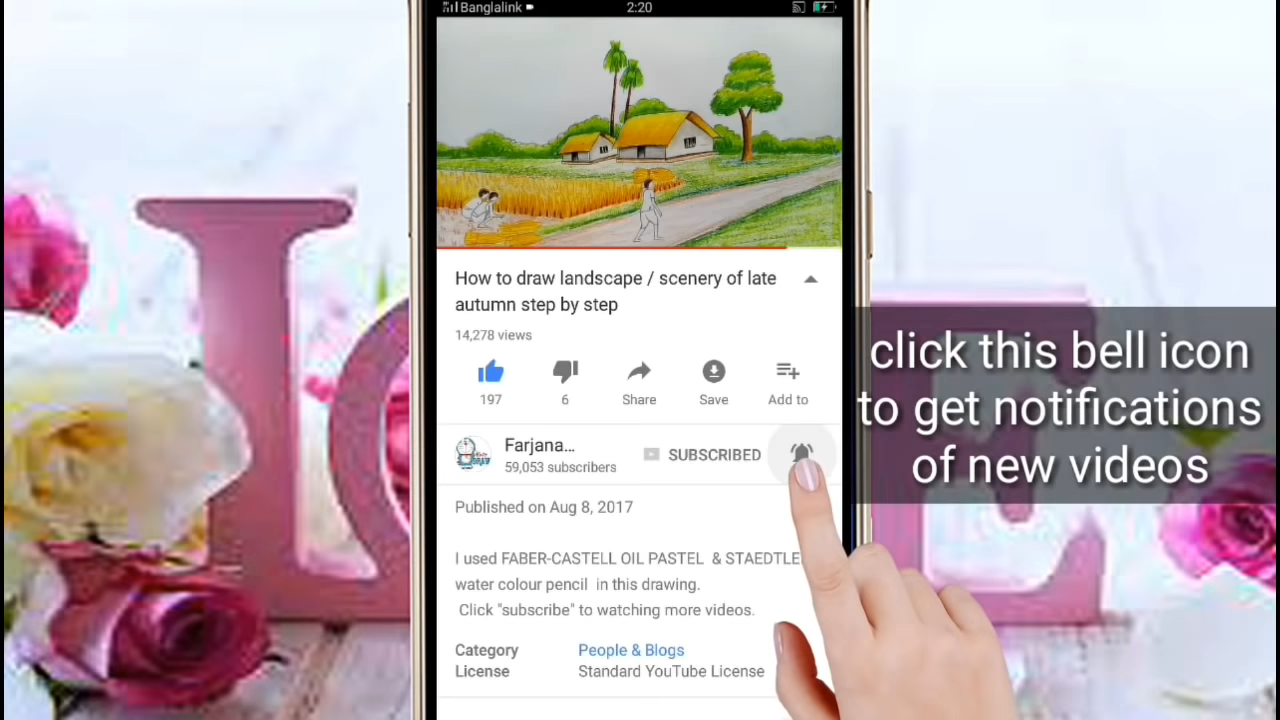 Banglalink
2:20
How to draw landscape / scenery of late
autumn step by step
14,278 views
197
6
Share
Save
Add to
Farjana...
59,053 subscribers
SUBSCRIBED
click this bell icon
to get notifications
of new videos
Published on Aug 8, 2017
I used FABER-CASTELL OIL PASTEL & STAEDTLE
water colour pencil in this drawing.
Click "subscribe" to watching more videos.
Category People & Blogs
License Standard YouTube License